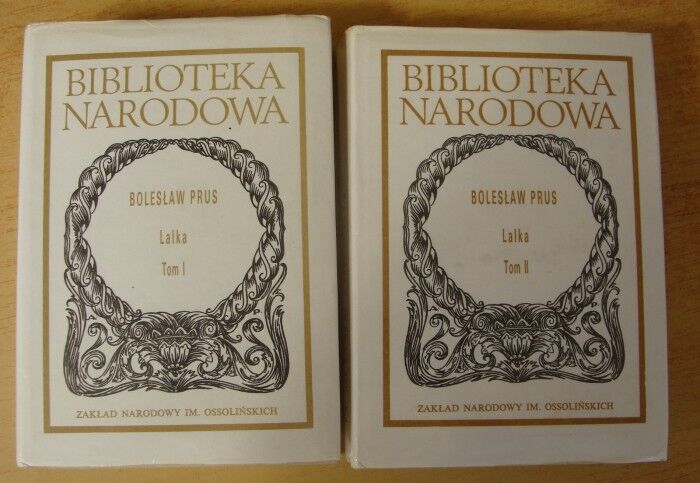 BIBLIOTEKA
NARODOWA
BOLESŁAW PRUS
Lalka
Tom I
ZAKŁAD NARODOWY IM. OSSOLIŃSKICH
BIBLIOTEKA
NARODOWA
BOLESŁAW PRUS
Lalka
Tom II
ZAKŁAD NARODOWY IM. OSSOLIŃSKICH